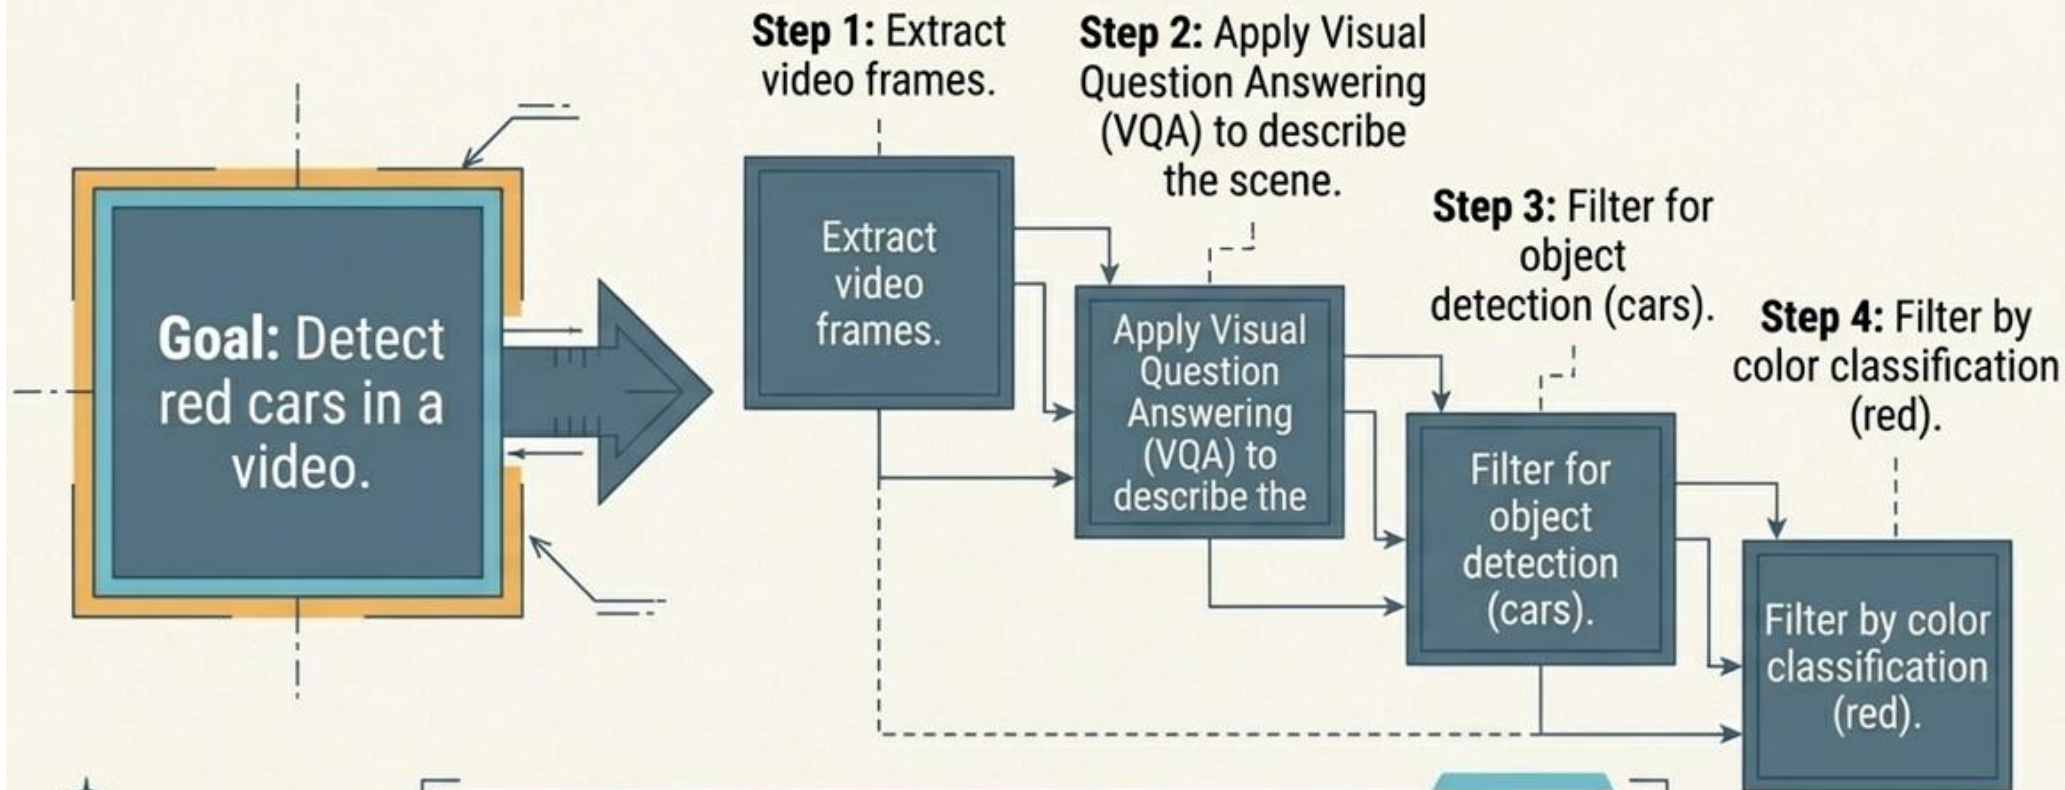 Goal: Detect
red cars in a
video.
Step 1: Extract
video frames.
Extract
video
frames.
Step 2: Apply Visual
Question Answering
(VQA) to describe
the scene.
Apply Visual
Question
Answering
(VQA) to
describe the
Step 3: Filter for
object
detection (cars).
Filter for
object
detection
(cars).
Step 4: Filter by
color classification
(red).
Filter by color
classification
(red).